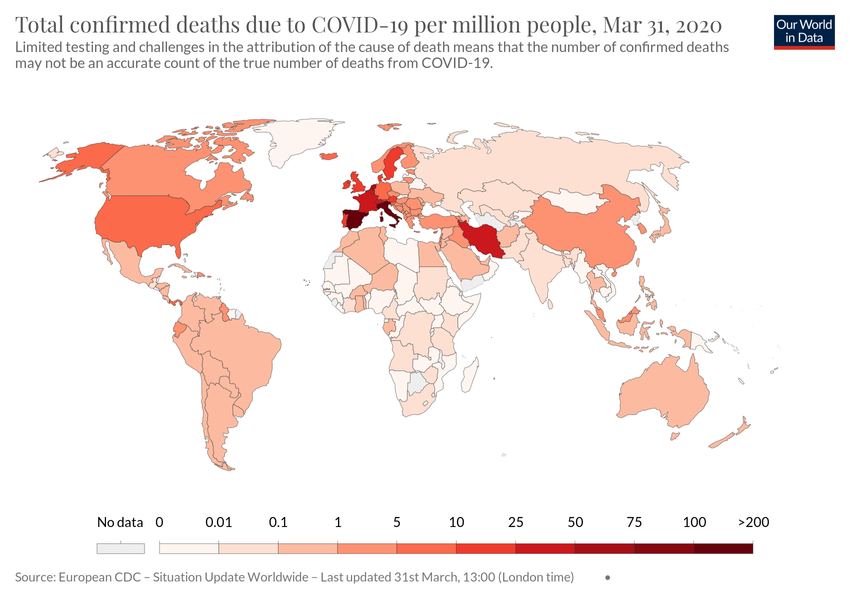 Total confirmed deaths due to COVID-19 per million people, Mar 31, 2020
Our World
in Data
Limited testing and challenges in the attribution of the cause of death means that the number of confirmed deaths
may not be an accurate count of the true number of deaths from COVID-19.
No data 0 0.01 0.1 1 5 10 25 50 75 100 >200
Source: European CDC – Situation Update Worldwide – Last updated 31st March, 13:00 (London time) •